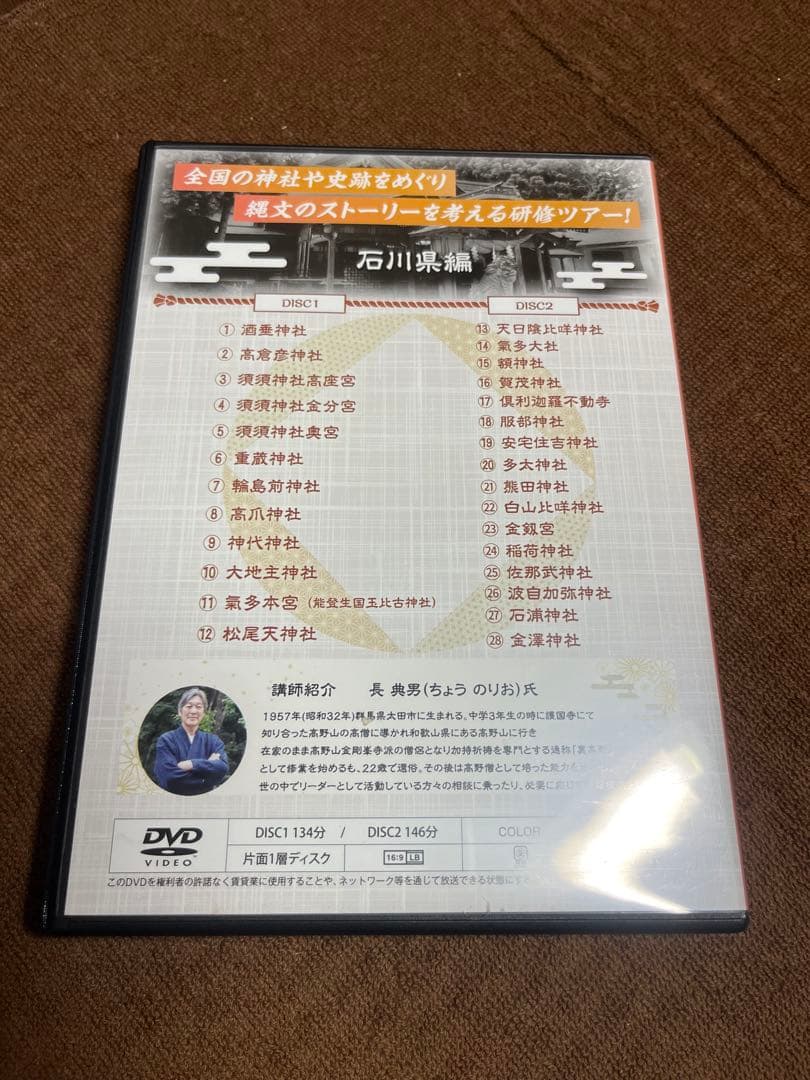 全国の神社や史跡をめぐり
縄文のストーリーを考える研修ツアー!
石川県編
DISC1
① 酒垂神社
② 高倉彦神社
③ 須須神社高座宮
④ 須須神社金分宮
⑤ 須須神社奥宮
⑥ 重蔵神社
⑦ 輪島前神社
⑧ 高爪神社
⑨ 神代神社
⑩ 大地主神社
⑪ 氣多本宮(能登生国玉比古神社)
⑫ 松尾天神社
DISC2
⑬ 天日陰比咩神社
⑭ 氣多大社
⑮ 額神社
⑯ 賀茂神社
⑰ 倶利迦羅不動寺
⑱ 服部神社
⑲ 安宅住吉神社
⑳ 多太神社
㉑ 熊田神社
㉒ 白山比咩神社
㉓ 金劔宮
㉔ 稲荷神社
㉕ 佐那武神社
㉖ 波自加弥神社
㉗ 石浦神社
㉘ 金澤神社
講師紹介 長 典男(ちょう のりお)氏
1957年(昭和32年)群馬県太田市に生まれる。中学3年生の時に護国寺にて
知り合った高野山の高僧に導かれ和歌山県にある高野山に行き
在家のまま高野山金剛峯寺派の僧侶となり加持祈祷を専門とする通称「裏高
として修業を始めるも、22歳で還俗。その後は高野僧として培った能力を
世の中でリーダーとして活動している方々の相談に乗ったり、
DVD VIDEO
DISC1 134分 / DISC2 146分
COLOR
片面1層ディスク
16:9 LB
このDVDを権利者の許諾なく賃貸業に使用することや、ネットワーク等を通じて放送できる状態にする